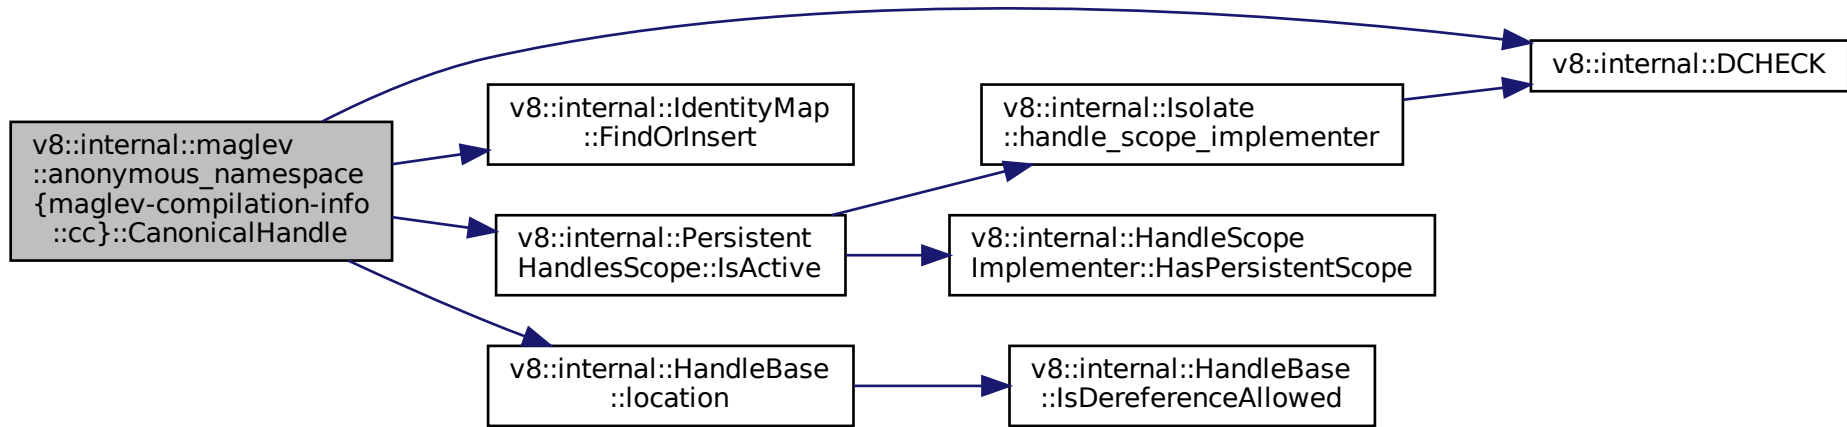 v8::internal::maglev
::anonymous_namespace
{maglev-compilation-info
::cc}::CanonicalHandle
v8::internal::IdentityMap
::FindOrInsert
v8::internal::Persistent
HandlesScope::IsActive
v8::internal::HandleBase
::location
v8::internal::Isolate
::handle_scope_implementer
v8::internal::HandleScope
Implementer::HasPersistentScope
v8::internal::HandleBase
::IsDereferenceAllowed
v8::internal::DCHECK